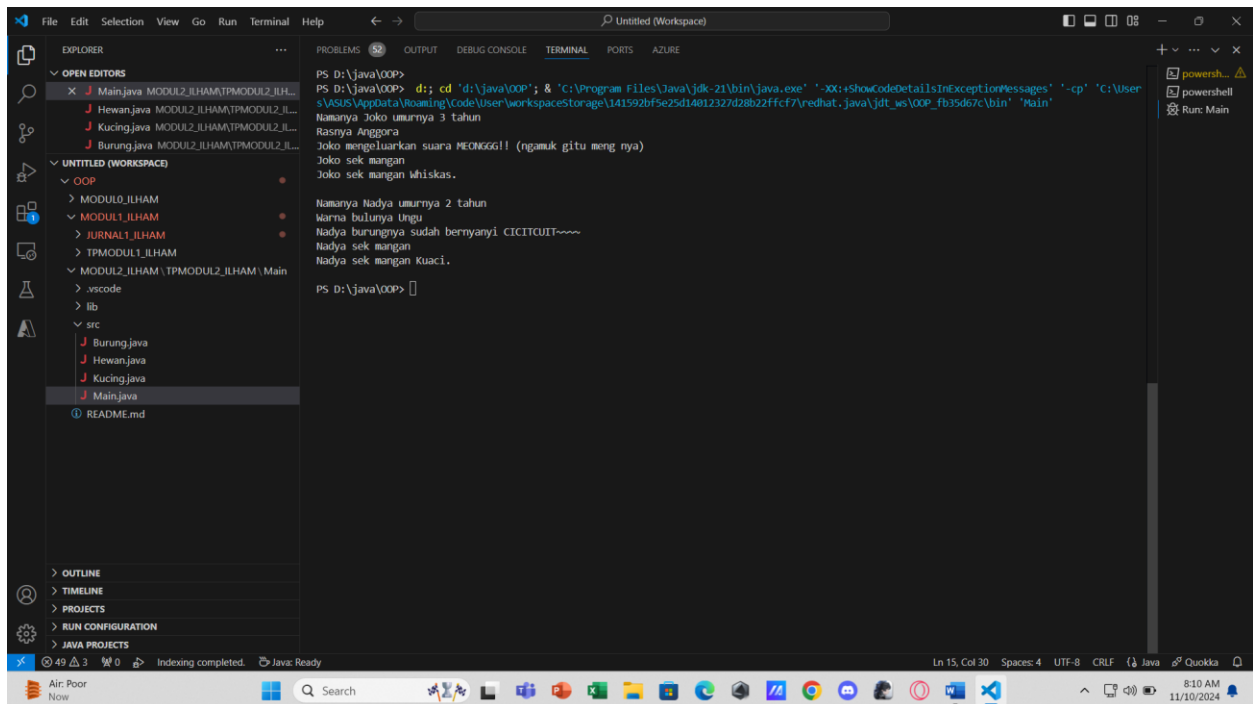 File Edit Selection View Go Run Terminal Help
Untitled (Workspace)
EXPLORER
OPEN EDITORS
Main.java MODUL2_ILHAM\TPMODUL2_ILH...
Hewan.java MODUL2_ILHAM\TPMODUL2_IL...
Kucing.java MODUL2_ILHAM\TPMODUL2_IL...
Burung.java MODUL2_ILHAM\TPMODUL2_IL...
UNTITLED (WORKSPACE)
OOP
MODUL0_ILHAM
MODUL1_ILHAM
JURNAL1_ILHAM
TPMODUL1_ILHAM
MODUL2_ILHAM \ TPMODUL2_ILHAM \ Main
.vscode
lib
src
Burung.java
Hewan.java
Kucing.java
Main.java
README.md
OUTLINE
TIMELINE
PROJECTS
RUN CONFIGURATION
JAVA PROJECTS
PROBLEMS 52 OUTPUT DEBUG CONSOLE TERMINAL PORTS AZURE
PS D:\java\OOP>
PS D:\java\OOP> d:; cd 'd:\java\OOP'; & 'C:\Program Files\Java\jdk-21\bin\java.exe' '-XX:+ShowCodeDetailsInExceptionMessages' '-cp' 'C:\User
s\ASUS\AppData\Roaming\Code\User\workspaceStorage\141592bf5e25d14012327d28b22ffcf7\redhat.java\jdt_ws\OOP_fb35d67c\bin' 'Main'
Namanya Joko umurnya 3 tahun
Rasnya Anggora
Joko mengeluarkan suara MEONGGG!! (ngamuk gitu meng nya)
Joko sek mangan
Joko sek mangan Whiskas.
Namanya Nadya umurnya 2 tahun
Warna bulunya Ungu
Nadya burungnya sudah bernyanyi CICITCUIT~~~~
Nadya sek mangan
Nadya sek mangan Kuaci.
PS D:\java\OOP>
powersh...
powershell
Run: Main
1
49 3 0 Indexing completed. Java: Ready
Ln 15, Col 30 Spaces: 4 UTF-8 CRLF Java Quokka
Air: Poor
Now
Search
8:10 AM
11/10/2024